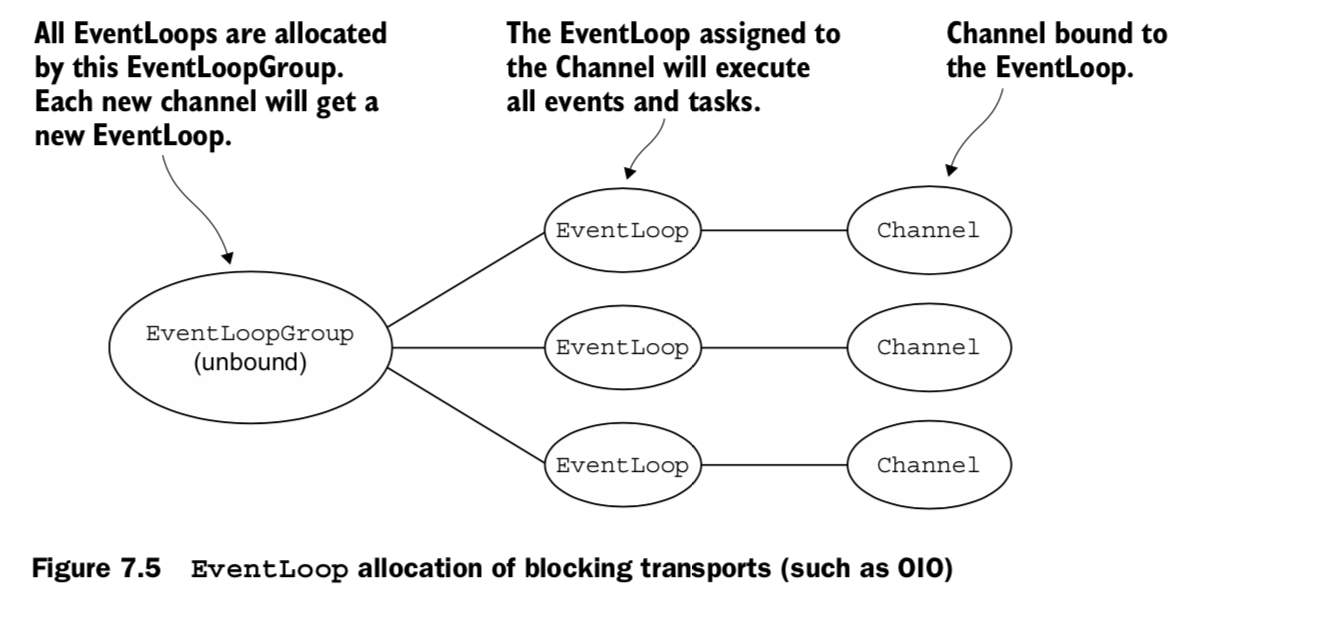 All EventLoops are allocated
by this EventLoopGroup.
Each new channel will get a
new EventLoop.
The EventLoop assigned to
the Channel will execute
all events and tasks.
Channel bound to
the EventLoop.
EventLoopGroup
(unbound)
EventLoop
Channel
EventLoop
Channel
EventLoop
Channel
Figure 7.5 EventLoop allocation of blocking transports (such as OIO)